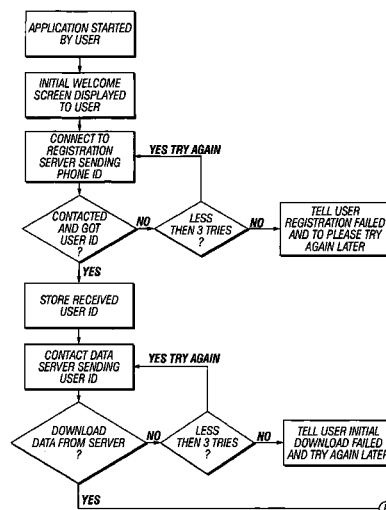 APPLICATION STARTED
BY USER
INITIAL WELCOME
SCREEN DISPLAYED
TO USER
CONNECT TO
REGISTRATION
SERVER SENDING
PHONE ID
YES TRY AGAIN
CONTACTED
AND GOT
USER ID
?
NO
LESS
THEN 3 TRIES
?
NO
TELL USER
REGISTRATION FAILED
AND TO PLEASE TRY
AGAIN LATER
YES
STORE RECEIVED
USER ID
CONTACT DATA
SERVER SENDING
USER ID
YES TRY AGAIN
DOWNLOAD
DATA FROM SERVER
?
NO
LESS
THEN 3 TRIES
?
NO
TELL USER INITIAL
DOWNLOAD FAILED
AND TRY AGAIN LATER
YES